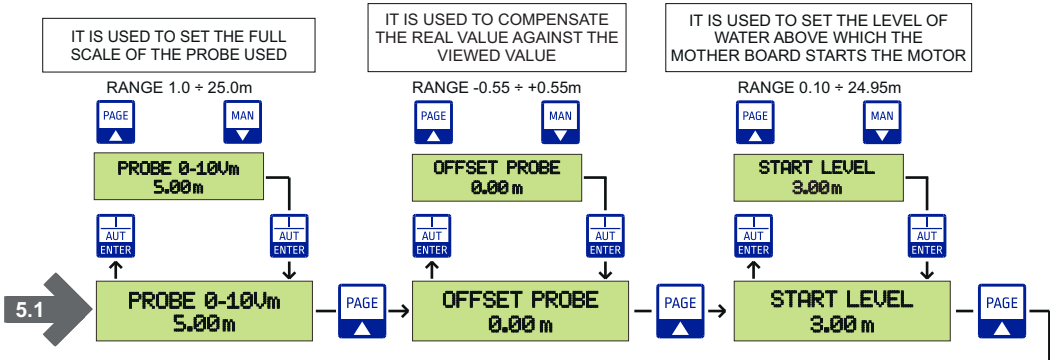 IT IS USED TO SET THE FULL
SCALE OF THE PROBE USED
IT IS USED TO COMPENSATE
THE REAL VALUE AGAINST THE
VIEWED VALUE
IT IS USED TO SET THE LEVEL OF
WATER ABOVE WHICH THE
MOTHER BOARD STARTS THE MOTOR
RANGE 1.0 ÷ 25.0m
RANGE -0.55 ÷ +0.55m
RANGE 0.10 ÷ 24.95m
PAGE
MAN
PAGE
MAN
PAGE
MAN
PROBE 0-10Vm
5.00m
OFFSET PROBE
0.00 m
START LEVEL
3.00m
AUT
ENTER
AUT
ENTER
AUT
ENTER
AUT
ENTER
AUT
ENTER
AUT
ENTER
5.1
PROBE 0-10Vm
5.00m
PAGE
OFFSET PROBE
0.00 m
PAGE
START LEVEL
3.00 m
PAGE